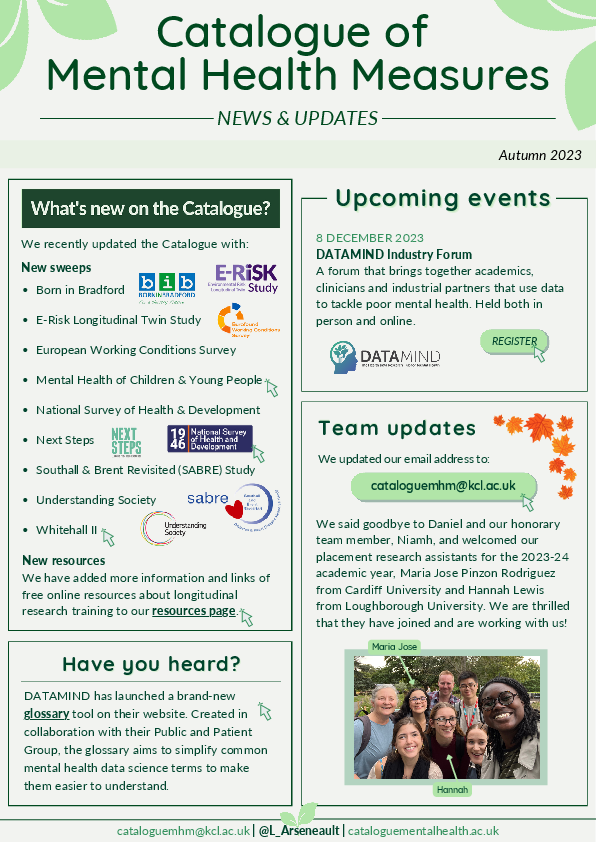 Catalogue of
Mental Health Measures
NEWS & UPDATES
Autumn 2023
What's new on the Catalogue?
We recently updated the Catalogue with:
New sweeps
• Born in Bradford
bib
BORN IN BRADFORD
E-RiSK
Environmental Risk
Longitudinal Twin
Study
• E-Risk Longitudinal Twin Study
Eurofound
Working Conditions
Surveys
• European Working Conditions Survey
• Mental Health of Children & Young People
• National Survey of Health & Development
• Next Steps
NEXT
STEPS
19
46
National Survey
of Health and
Development
• Southall & Brent Revisited (SABRE) Study
• Understanding Society
sabre
Southall
and
Brent
Revisited
• Whitehall II
Understanding
Society
New resources
We have added more information and links of
free online resources about longitudinal
research training to our resources page.
Have you heard?
DATAMIND has launched a brand-new
glossary tool on their website. Created in
collaboration with their Public and Patient
Group, the glossary aims to simplify common
mental health data science terms to make
them easier to understand.
Upcoming events
8 DECEMBER 2023
DATAMIND Industry Forum
A forum that brings together academics,
clinicians and industrial partners that use data
to tackle poor mental health. Held both in
person and online.
REGISTER
DATAMIND
Team updates
We updated our email address to:
cataloguemhm@kcl.ac.uk
We said goodbye to Daniel and our honorary
team member, Niamh, and welcomed our
placement research assistants for the 2023-24
academic year, Maria Jose Pinzon Rodriguez
from Cardiff University and Hannah Lewis
from Loughborough University. We are thrilled
that they have joined and are working with us!
Maria Jose
Hannah
cataloguemhm@kcl.ac.uk | @L_Arseneault | cataloguementalhealth.ac.uk